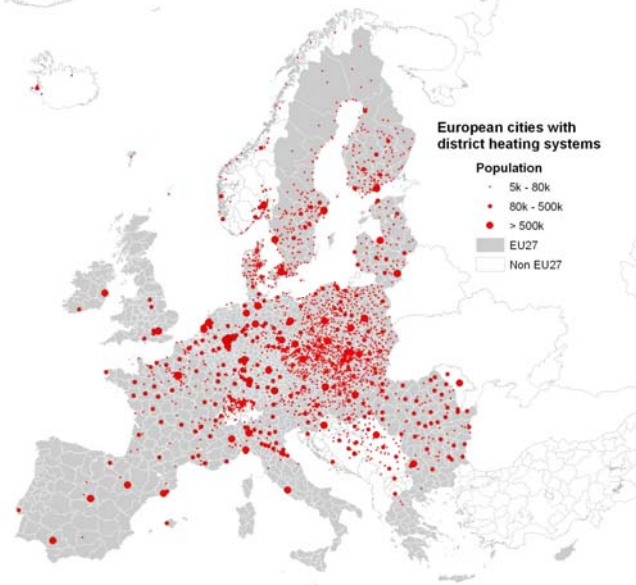 European cities with
district heating systems
Population
5k - 80k
80k - 500k
> 500k
EU27
Non EU27